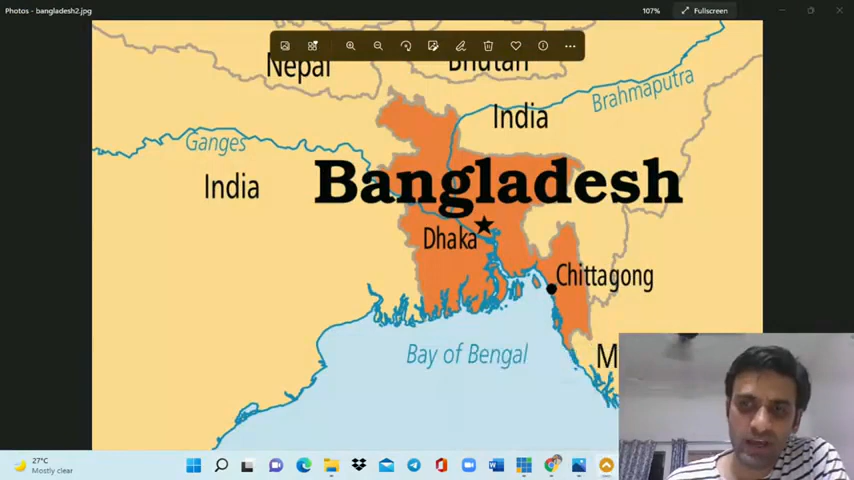 Photos - bangladesh2.jpg
107%
Fullscreen
Nepal
Bhutan
Brahmaputra
India
Ganges
India
Bangladesh
Dhaka
Chittagong
Bay of Bengal
M
27°C
Mostly clear